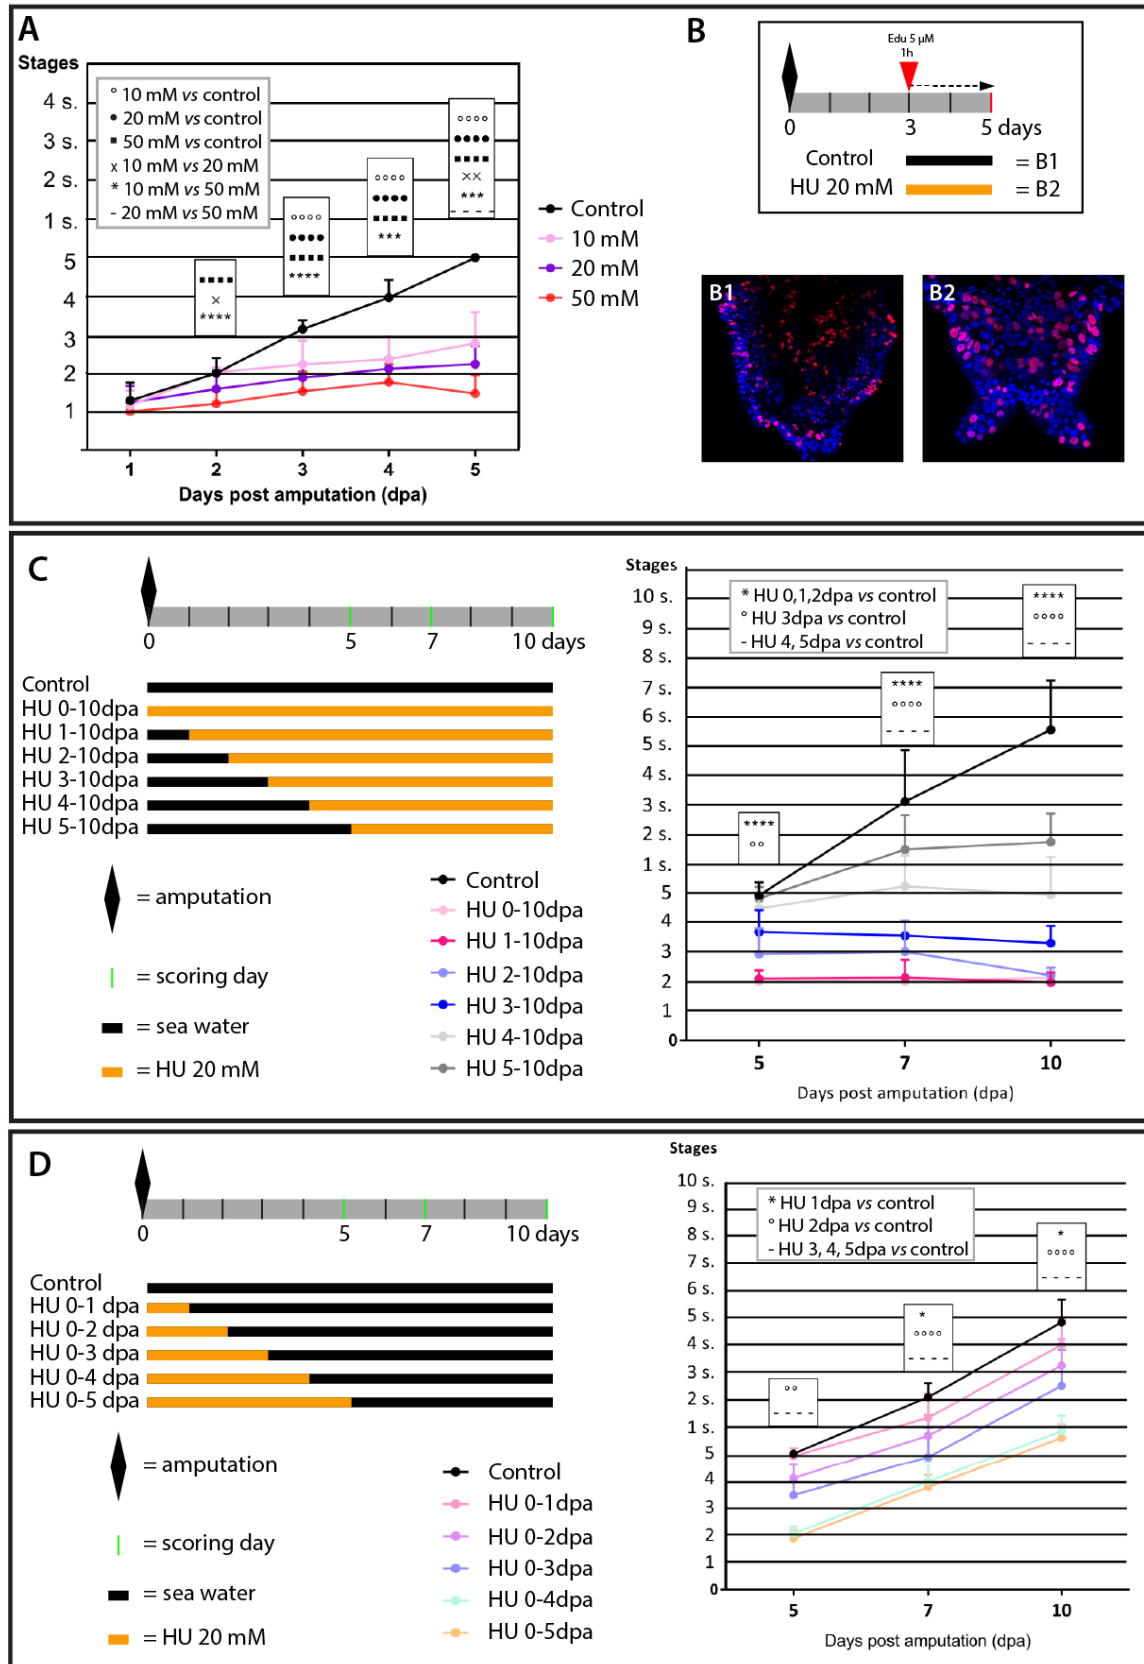 A
Stages
4 s.
3 s.
2 s.
1 s.
5
4
3
2
1
° 10 mM vs control
● 20 mM vs control
■ 50 mM vs control
x 10 mM vs 20 mM
* 10 mM vs 50 mM
- 20 mM vs 50 mM
■■■■
×
****
°°°°
●●●●
■■■■
****
°°°°
●●●●
■■■■
***
°°°°
●●●●
■■■■
××
***
- - - -
Control
10 mM
20 mM
50 mM
1 2 3 4 5
Days post amputation (dpa)
B
Edu 5 µM
1h
0 3 5 days
Control = B1
HU 20 mM = B2
B1
B2
C
0 5 7 10 days
Control
HU 0-10dpa
HU 1-10dpa
HU 2-10dpa
HU 3-10dpa
HU 4-10dpa
HU 5-10dpa
= amputation
= scoring day
= sea water
= HU 20 mM
Control
HU 0-10dpa
HU 1-10dpa
HU 2-10dpa
HU 3-10dpa
HU 4-10dpa
HU 5-10dpa
Stages
10 s.
9 s.
8 s.
7 s.
6 s.
5 s.
4 s.
3 s.
2 s.
1 s.
5
4
3
2
1
0
* HU 0,1,2dpa vs control
° HU 3dpa vs control
- HU 4, 5dpa vs control
****
°°
****
°°°°
- - - -
****
°°°°
- - - -
5 7 10
Days post amputation (dpa)
D
0 5 7 10 days
Control
HU 0-1 dpa
HU 0-2 dpa
HU 0-3 dpa
HU 0-4 dpa
HU 0-5 dpa
= amputation
= scoring day
= sea water
= HU 20 mM
Control
HU 0-1dpa
HU 0-2dpa
HU 0-3dpa
HU 0-4dpa
HU 0-5dpa
Stages
10 s.
9 s.
8 s.
7 s.
6 s.
5 s.
4 s.
3 s.
2 s.
1 s.
5
4
3
2
1
0
* HU 1dpa vs control
° HU 2dpa vs control
- HU 3, 4, 5dpa vs control
°°
- - - -
*
°°°°
- - - -
*
°°°°
- - - -
5 7 10
Days post amputation (dpa)